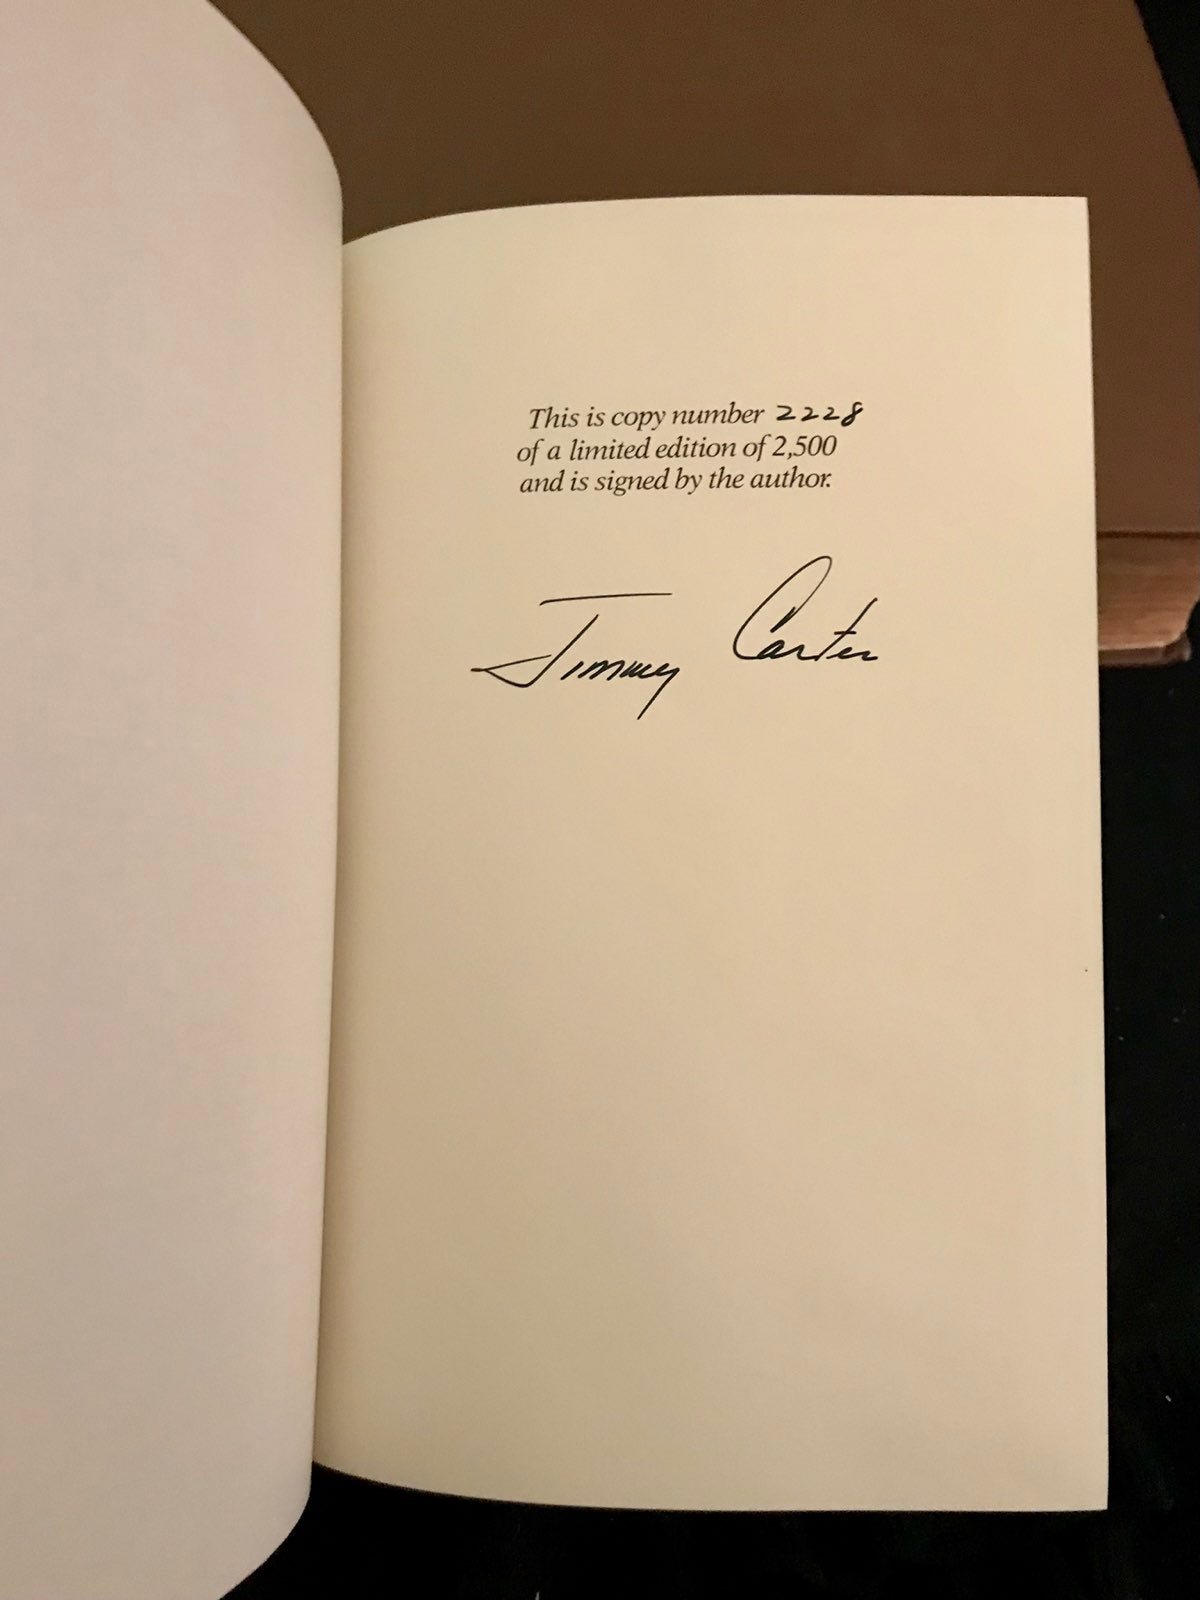 This is copy number 2228
of a limited edition of 2,500
and is signed by the author.
Jimmy Carter